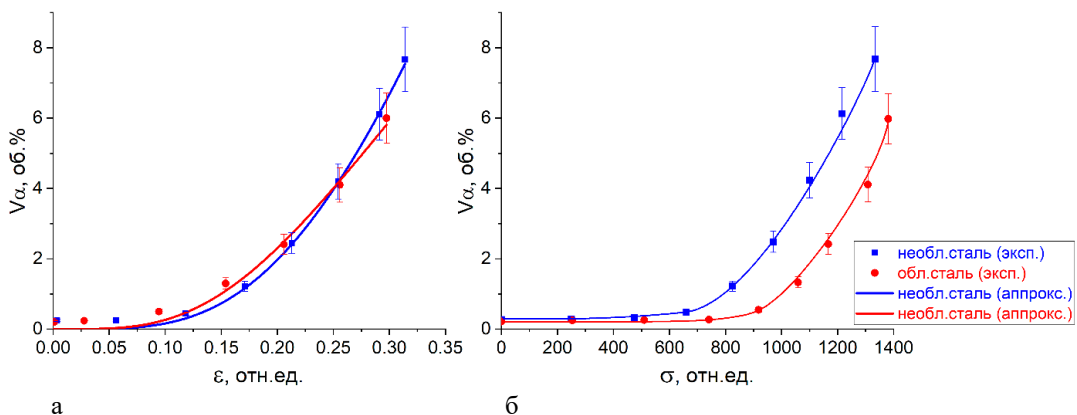 Vα, об.%
8
6
4
2
0
0.00 0.05 0.10 0.15 0.20 0.25 0.30 0.35
ε, отн.ед.
а
Vα, об.%
8
6
4
2
0
0 200 400 600 800 1000 1200 1400
σ, отн.ед.
б
необл.сталь (эксп.)
обл.сталь (эксп.)
необл.сталь (аппрокс.)
необл.сталь (аппрокс.)